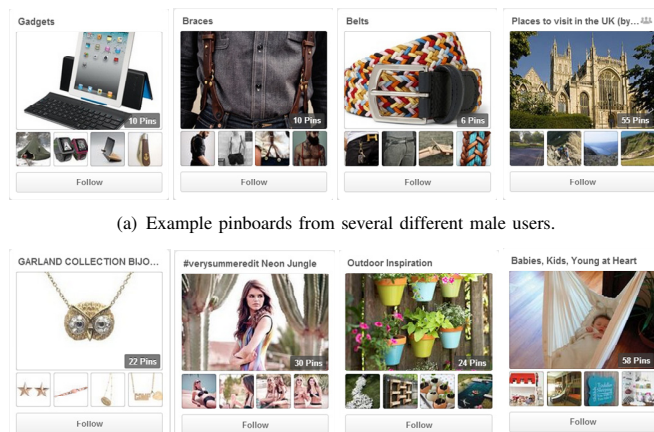 Gadgets
10 Pins
Follow
Braces
10 Pins
Follow
Belts
6 Pins
Follow
Places to visit in the UK (by...
55 Pins
Follow
(a) Example pinboards from several different male users.
GARLAND COLLECTION BIJO...
22 Pins
Follow
#verysummeredit Neon Jungle
30 Pins
Follow
Outdoor Inspiration
24 Pins
Follow
Babies, Kids, Young at Heart
58 Pins
Follow